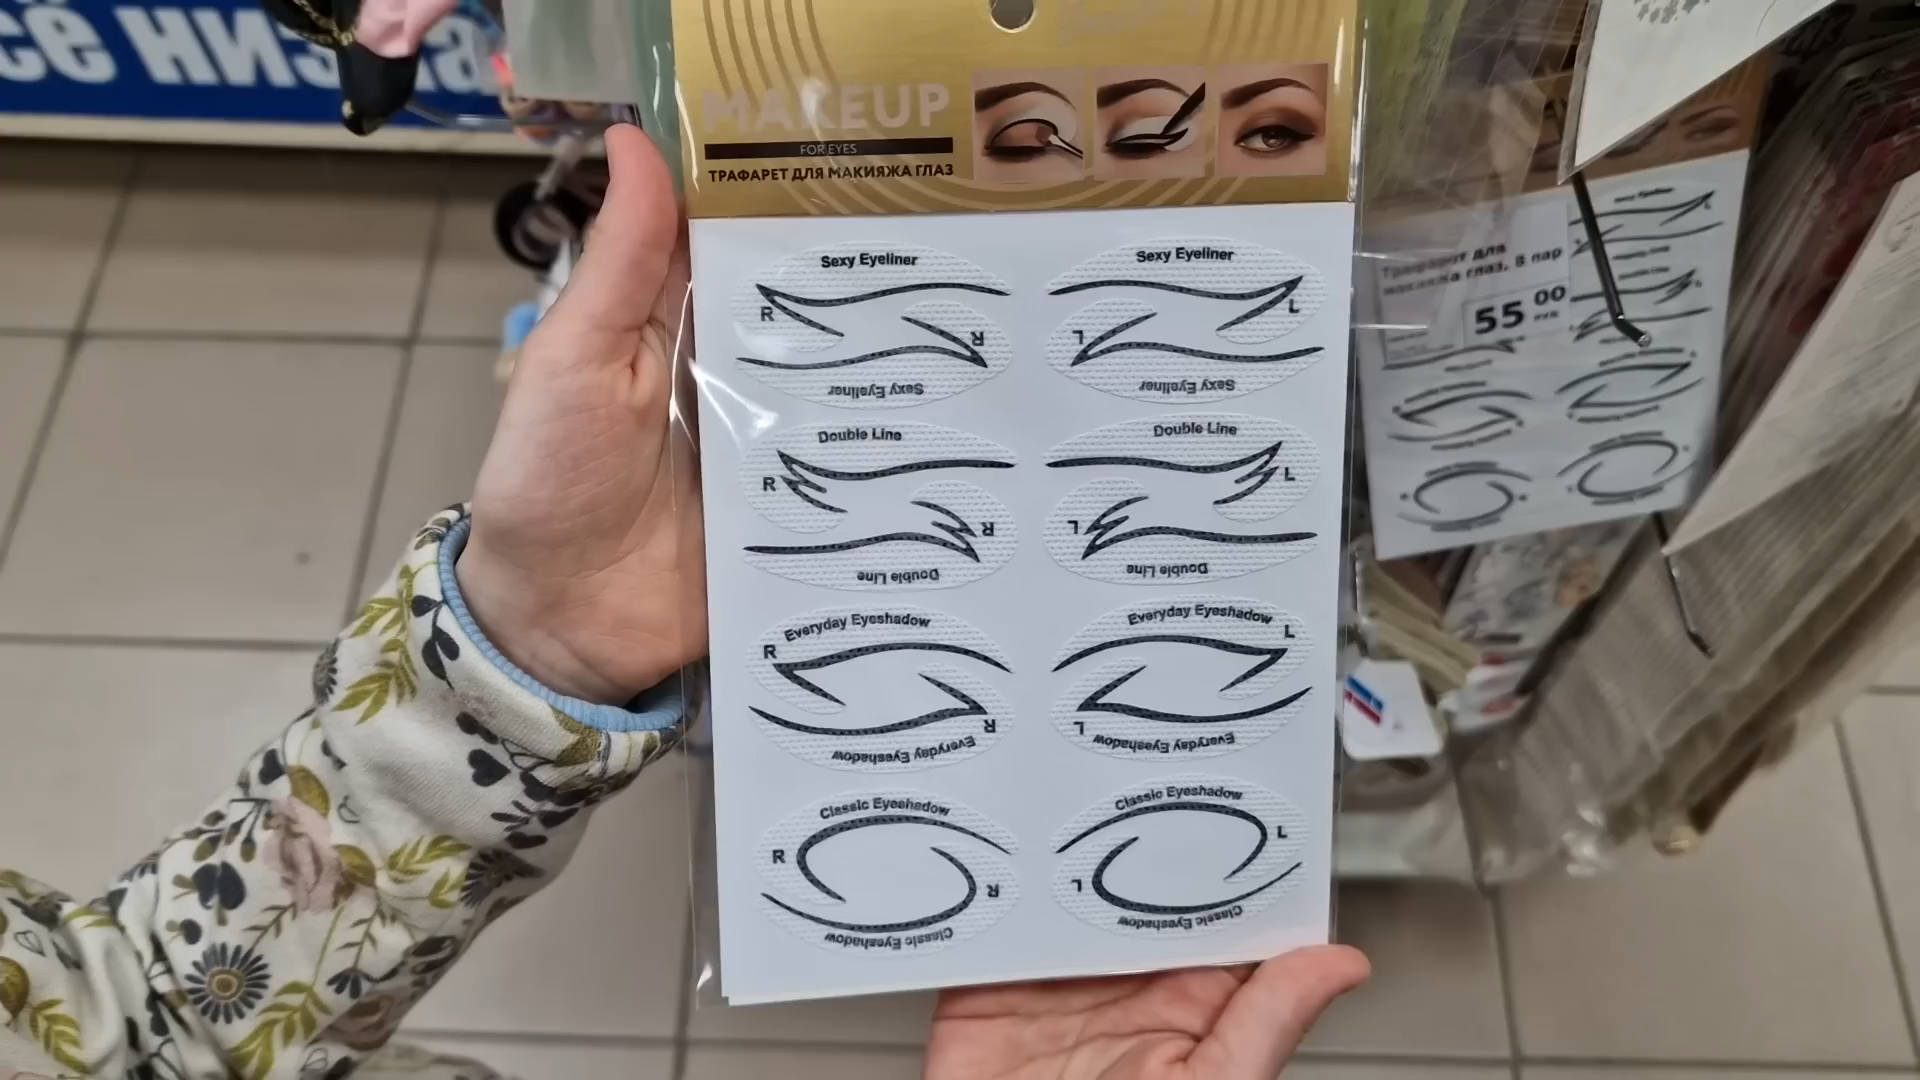 MAKEUP
FOR EYES
ТРАФАРЕТ ДЛЯ МАКИЯЖА ГЛАЗ
Sexy Eyeliner
Sexy Eyeliner
R
L
R
L
Sexy Eyeliner
Sexy Eyeliner
Double Line
Double Line
R
L
R
L
Double Line
Double Line
Everyday Eyeshadow
Everyday Eyeshadow
R
L
R
L
Everyday Eyeshadow
Everyday Eyeshadow
Classic Eyeshadow
Classic Eyeshadow
R
L
R
L
Classic Eyeshadow
Classic Eyeshadow
Трафарет для
макияжа глаз, 8 пар
55 00
Sexy Eyeliner